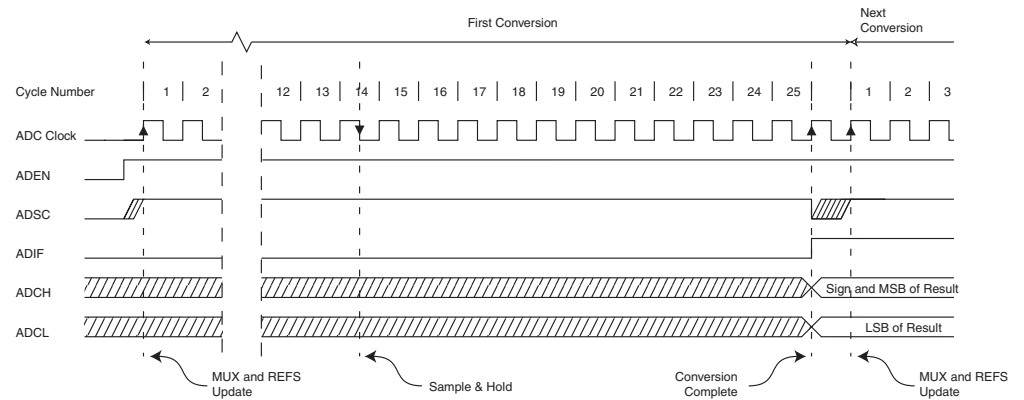 First Conversion
Next
Conversion
Cycle Number 1 2 12 13 14 15 16 17 18 19 20 21 22 23 24 25 1 2 3
ADC Clock
ADEN
ADSC
ADIF
ADCH Sign and MSB of Result
ADCL LSB of Result
MUX and REFS
Update
Sample & Hold
Conversion
Complete
MUX and REFS
Update